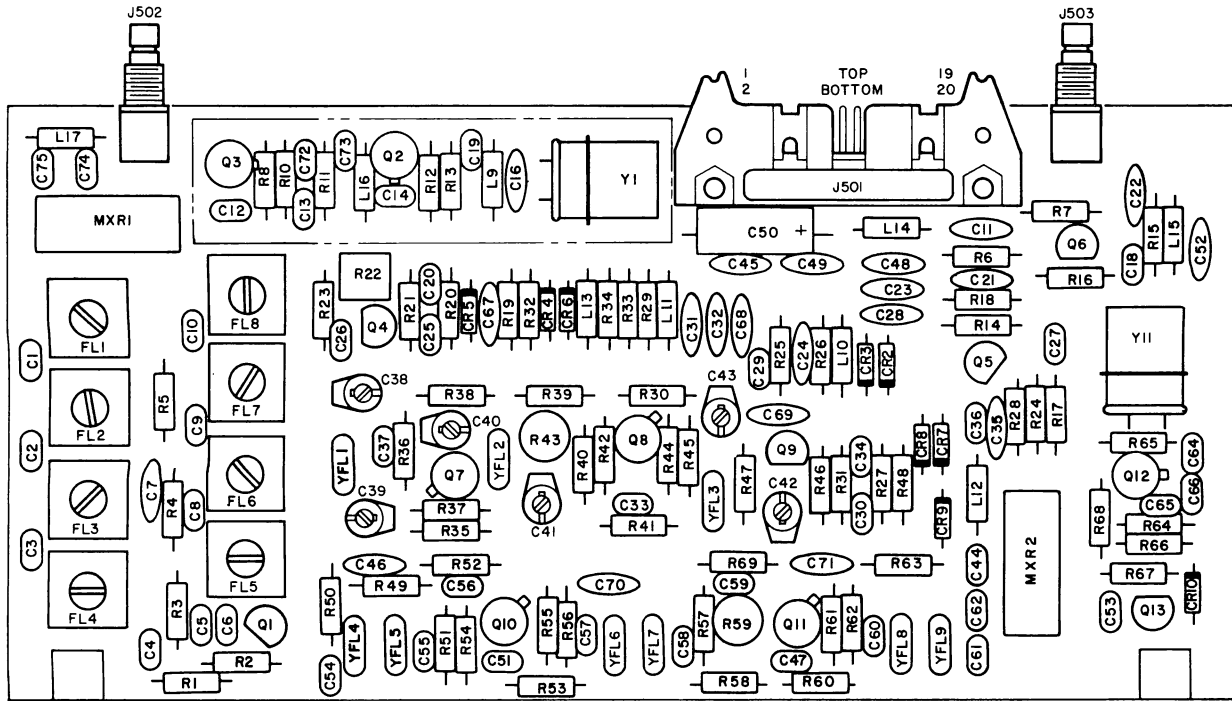 J502
J503
1
2
TOP
BOTTOM
19
20
L17
C75
C74
Q3
R8
R10
C72
R11
C73
L16
Q2
R12
R13
C19
L9
C16
Y1
J501
C12
C13
C14
MXR1
C50 +
L14
C11
R7
C22
R15
L15
C52
Q6
C18
R16
C45
C49
C48
R6
C21
C23
R18
C28
R14
FL1
FL8
C10
R23
R22
C26
Q4
R21
C20
C25
R20
CR5
C67
R19
R32
CR4
CR6
L13
R34
R33
R29
L11
C31
C32
C68
C29
R25
C24
R26
L10
CR3
CR2
Q5
C27
Y11
C1
FL2
R5
FL7
C9
C38
R38
R39
R30
C43
C69
C40
C2
YFL1
C37
R36
Q7
YFL2
R43
R40
R42
Q8
R44
R45
Q9
YFL3
R47
C42
R46
R31
C34
C30
R27
R48
CR8
CR7
CR9
C36
C35
R28
R24
R17
L12
R65
C64
Q12
C66
C65
R64
R66
R68
FL3
C7
R4
C8
FL6
C39
R37
R35
C41
C33
R41
C3
FL4
FL5
C46
R52
R49
C56
C70
R69
C59
C71
R63
C44
MXR2
R67
CR10
C53
Q13
R3
C5
C6
Q1
C4
R2
R1
R50
YFL4
C54
YFL5
C55
R51
R54
Q10
C51
R55
R56
C57
R53
YFL6
YFL7
C58
R57
R59
R58
Q11
C47
R60
R61
R62
C60
YFL8
YFL9
C62
C61